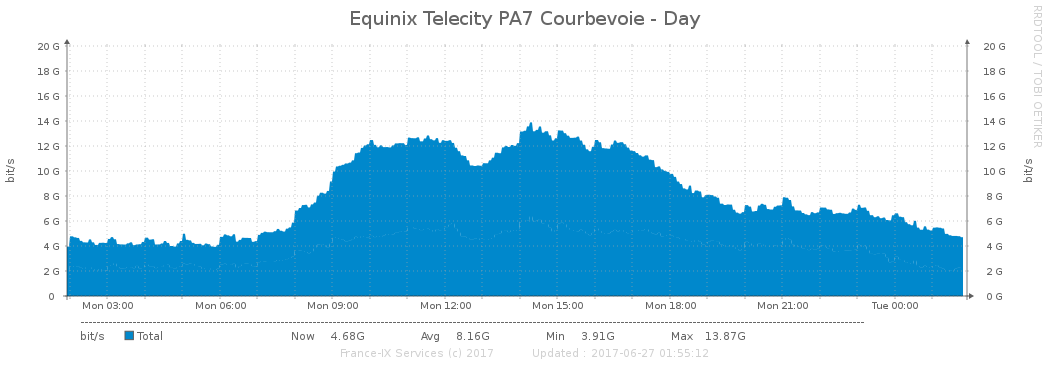 Equinix Telecity PA7 Courbevoie - Day
RRDTOOL / TOBI OETIKER
20 G 20 G
18 G 18 G
16 G 16 G
14 G 14 G
12 G 12 G
10 G 10 G
8 G 8 G
6 G 6 G
4 G 4 G
2 G 2 G
0 0 G
bit/s bit/s
Mon 03:00 Mon 06:00 Mon 09:00 Mon 12:00 Mon 15:00 Mon 18:00 Mon 21:00 Tue 00:00
bit/s Total Now 4.68G Avg 8.16G Min 3.91G Max 13.87G
France-IX Services (c) 2017 Updated : 2017-06-27 01:55:12